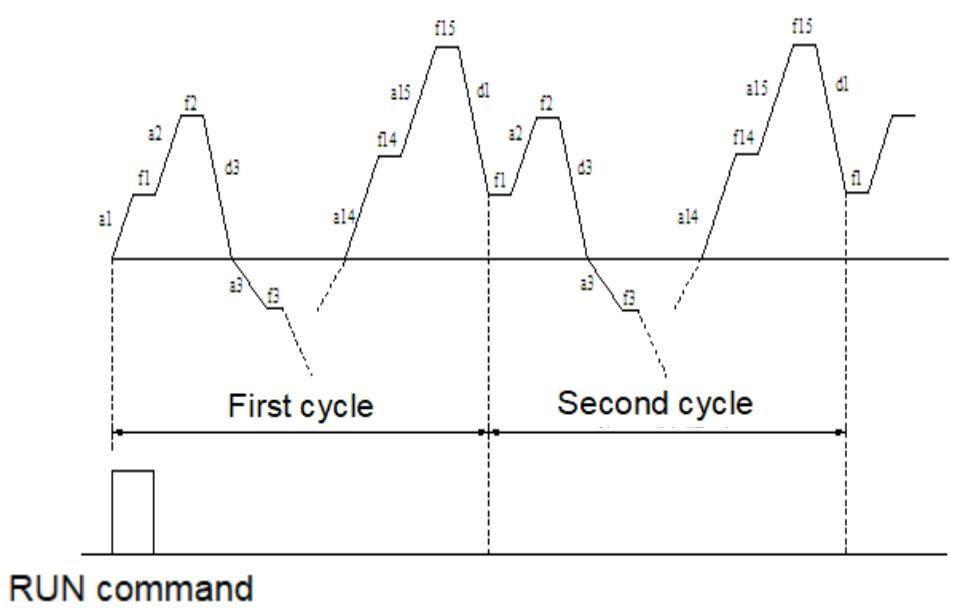 f15
f15
a15
d1
a15
d1
f2
f2
a2
a2
f14
f14
d3
d3
f1
f1
f1
a1
a14
a14
a3
f3
a3
f3
First cycle
Second cycle
RUN command